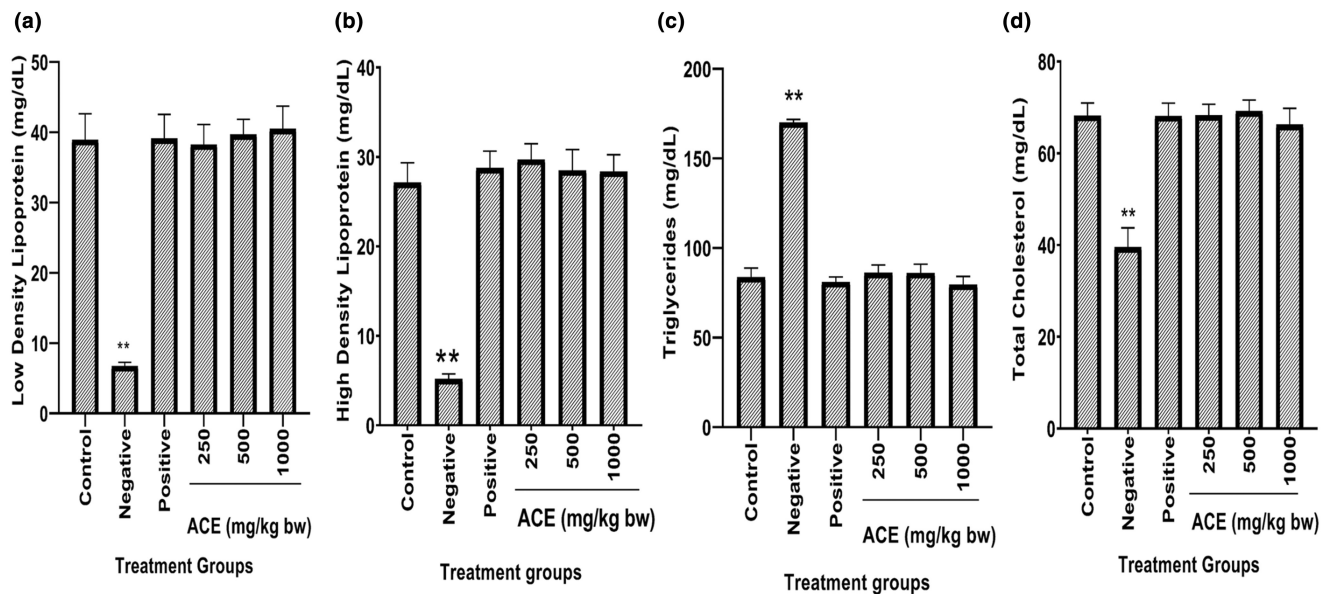 (a)
Low Density Lipoprotein (mg/dL)
50
40
30
20
10
0
**
Control
Negative
Positive
250
500
1000
ACE (mg/kg bw)
Treatment Groups
(b)
High Density Lipoprotein (mg/dL)
40
30
20
10
0
**
Control
Negative
Positive
250
500
1000
ACE (mg/kg bw)
Treatment groups
(c)
Triglycerides (mg/dL)
200
150
100
50
0
**
Control
Negative
Positive
250
500
1000
ACE (mg/kg bw)
Treatment groups
(d)
Total Cholesterol (mg/dL)
80
60
40
20
0
**
Control
Negative
Positive
250
500
1000
ACE (mg/kg bw)
Treatment Groups